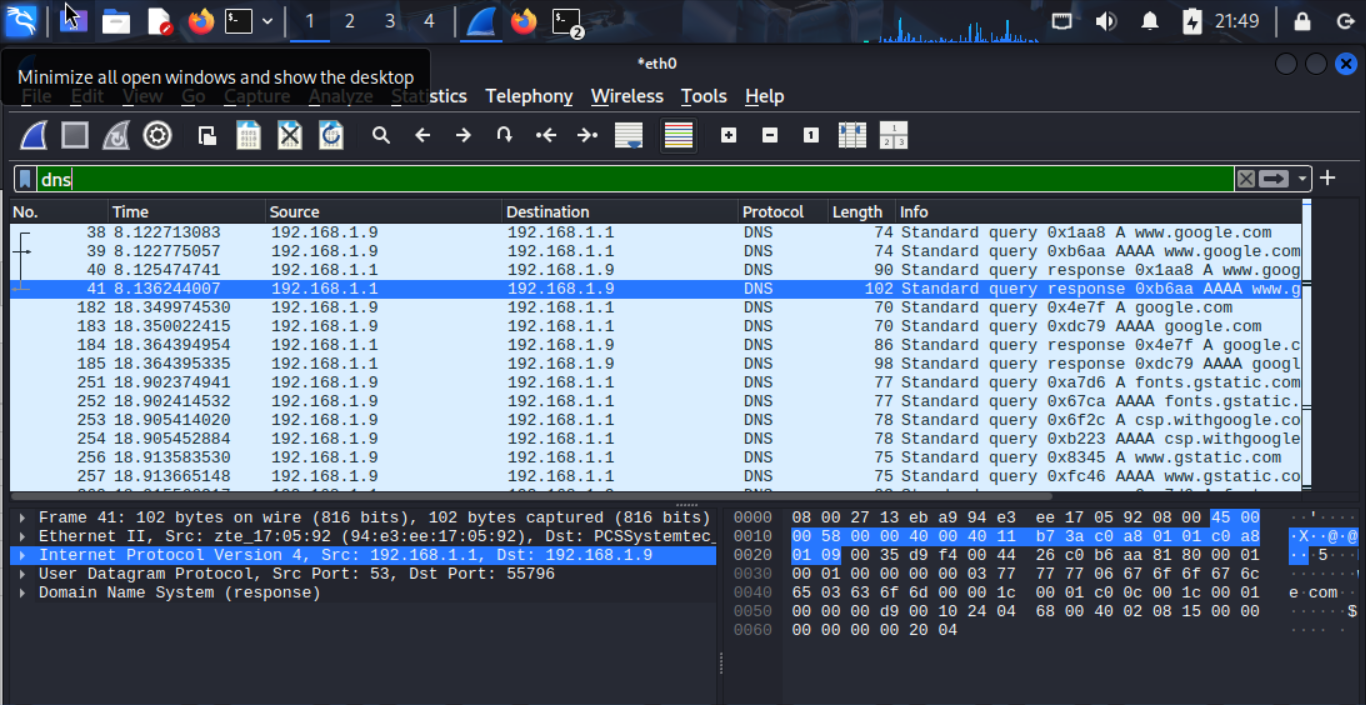 1 2 3 4 2 21:49
Minimize all open windows and show the desktop
*eth0
File Edit View Go Capture Analyze Statistics Telephony Wireless Tools Help
dns
No. Time Source Destination Protocol Length Info
38 8.122713083 192.168.1.9 192.168.1.1 DNS 74 Standard query 0x1aa8 A www.google.com
39 8.122775057 192.168.1.9 192.168.1.1 DNS 74 Standard query 0xb6aa AAAA www.google.com
40 8.125474741 192.168.1.1 192.168.1.9 DNS 90 Standard query response 0x1aa8 A www.goog
41 8.136244007 192.168.1.1 192.168.1.9 DNS 102 Standard query response 0xb6aa AAAA www.g
182 18.349974530 192.168.1.9 192.168.1.1 DNS 70 Standard query 0x4e7f A google.com
183 18.350022415 192.168.1.9 192.168.1.1 DNS 70 Standard query 0xdc79 AAAA google.com
184 18.364394954 192.168.1.1 192.168.1.9 DNS 86 Standard query response 0x4e7f A google.c
185 18.364395335 192.168.1.1 192.168.1.9 DNS 98 Standard query response 0xdc79 AAAA googl
251 18.902374941 192.168.1.9 192.168.1.1 DNS 77 Standard query 0xa7d6 A fonts.gstatic.com
252 18.902414532 192.168.1.9 192.168.1.1 DNS 77 Standard query 0x67ca AAAA fonts.gstatic.
253 18.905414020 192.168.1.9 192.168.1.1 DNS 78 Standard query 0x6f2c A csp.withgoogle.co
254 18.905452884 192.168.1.9 192.168.1.1 DNS 78 Standard query 0xb223 AAAA csp.withgoogle
256 18.913583530 192.168.1.9 192.168.1.1 DNS 75 Standard query 0x8345 A www.gstatic.com
257 18.913665148 192.168.1.9 192.168.1.1 DNS 75 Standard query 0xfc46 AAAA www.gstatic.co
Frame 41: 102 bytes on wire (816 bits), 102 bytes captured (816 bits)
Ethernet II, Src: zte_17:05:92 (94:e3:ee:17:05:92), Dst: PCSSystemtec_
Internet Protocol Version 4, Src: 192.168.1.1, Dst: 192.168.1.9
User Datagram Protocol, Src Port: 53, Dst Port: 55796
Domain Name System (response)
0000 08 00 27 13 eb a9 94 e3 ee 17 05 92 08 00 45 00 ··'····
0010 00 58 00 00 40 00 40 11 b7 3a c0 a8 01 01 c0 a8 ·X··@·@
0020 01 09 00 35 d9 f4 00 44 26 c0 b6 aa 81 80 00 01 ···5···
0030 00 01 00 00 00 00 03 77 77 77 06 67 6f 6f 67 6c
0040 65 03 63 6f 6d 00 00 1c 00 01 c0 0c 00 1c 00 01 e·com··
0050 00 00 00 d9 00 10 24 04 68 00 40 02 08 15 00 00 ······$
0060 00 00 00 00 20 04